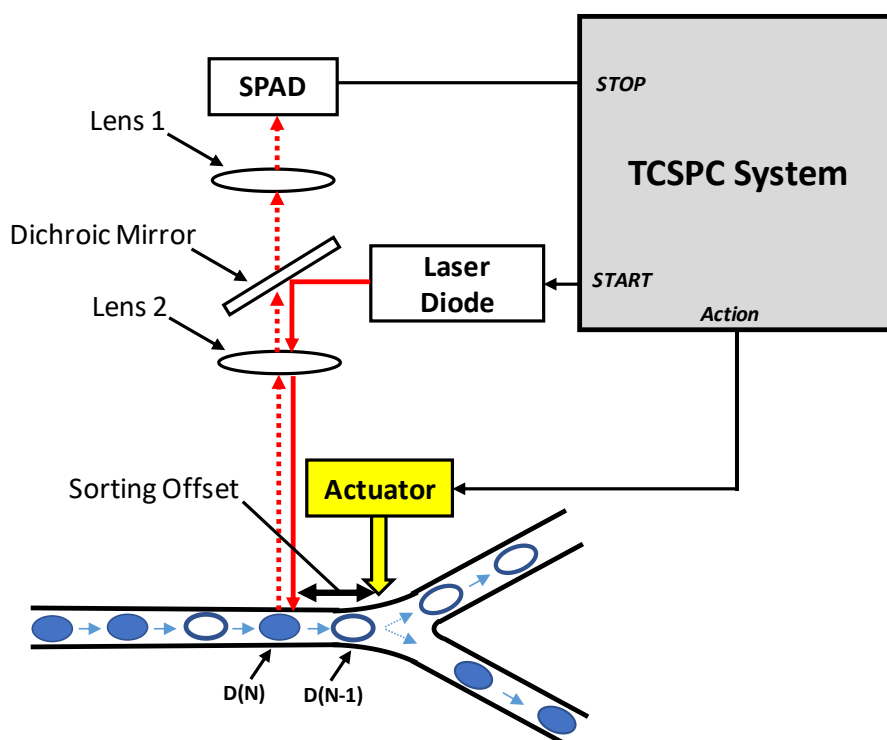 SPAD
STOP
Lens 1
TCSPC System
Dichroic Mirror
Laser
Diode
START
Lens 2
Action
Sorting Offset
Actuator
D(N)
D(N-1)